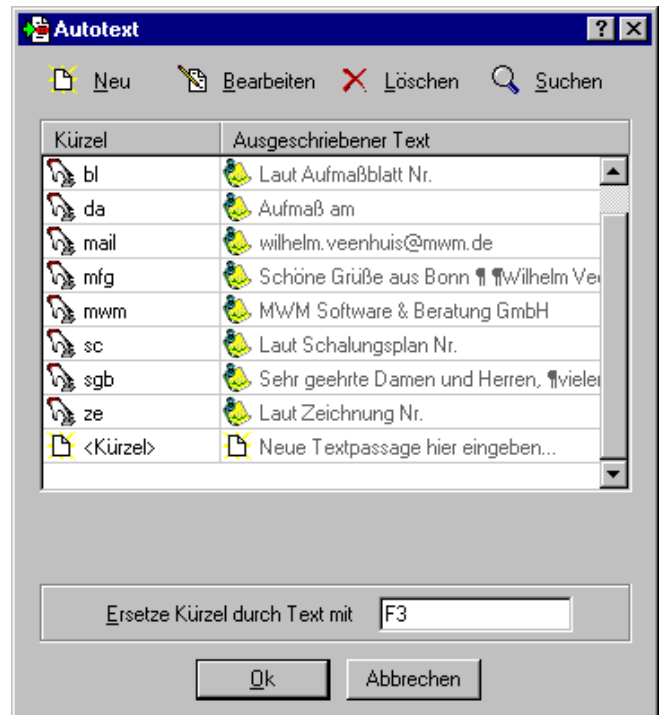 Autotext
Neu Bearbeiten Löschen Suchen
Kürzel Ausgeschriebener Text
bl Laut Aufmaßblatt Nr.
da Aufmaß am
mail wilhelm.veenhuis@mwm.de
mfg Schöne Grüße aus Bonn ¶ ¶Wilhelm Vee
mwm MWM Software & Beratung GmbH
sc Laut Schalungsplan Nr.
sgb Sehr geehrte Damen und Herren, ¶vieler
ze Laut Zeichnung Nr.
<Kürzel> Neue Textpassage hier eingeben...
Ersetze Kürzel durch Text mit F3
Ok Abbrechen